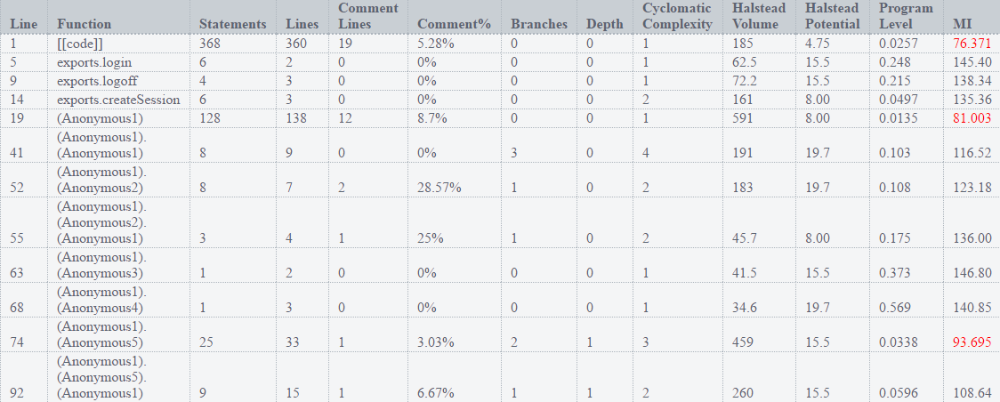 Line Function Statements Lines Comment Lines Comment% Branches Depth Cyclomatic Complexity Halstead Volume Halstead Potential Program Level MI
1 [[code]] 368 360 19 5.28% 0 0 1 185 4.75 0.0257 76.371
5 exports.login 6 2 0 0% 0 0 1 62.5 15.5 0.248 145.40
9 exports.logoff 4 3 0 0% 0 0 1 72.2 15.5 0.215 138.34
14 exports.createSession 6 3 0 0% 0 0 2 161 8.00 0.0497 135.36
19 (Anonymous1) 128 138 12 8.7% 0 0 1 591 8.00 0.0135 81.003
41 (Anonymous1). (Anonymous1) 8 9 0 0% 3 0 4 191 19.7 0.103 116.52
52 (Anonymous1). (Anonymous2) 8 7 2 28.57% 1 0 2 183 19.7 0.108 123.18
55 (Anonymous1). (Anonymous2). (Anonymous1) 3 4 1 25% 1 0 2 45.7 8.00 0.175 136.00
63 (Anonymous1). (Anonymous3) 1 2 0 0% 0 0 1 41.5 15.5 0.373 146.80
68 (Anonymous1). (Anonymous4) 1 3 0 0% 0 0 1 34.6 19.7 0.569 140.85
74 (Anonymous1). (Anonymous5) 25 33 1 3.03% 2 1 3 459 15.5 0.0338 93.695
92 (Anonymous1). (Anonymous5). (Anonymous1) 9 15 1 6.67% 1 1 2 260 15.5 0.0596 108.64